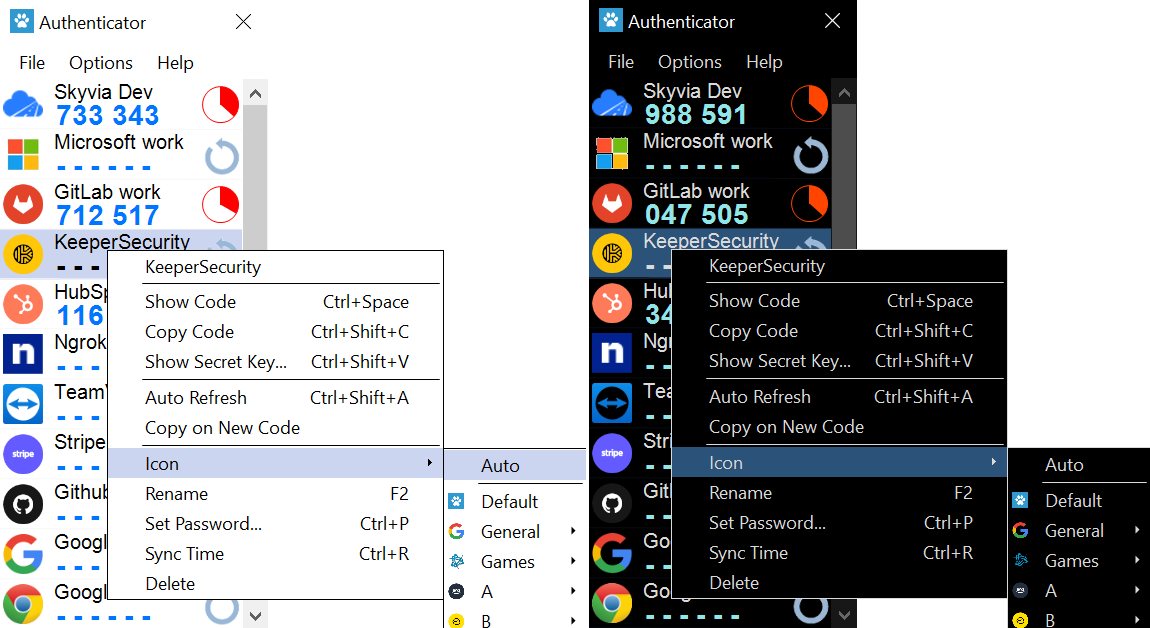 Authenticator
File Options Help
Skyvia Dev
733 343
Microsoft work
- - - - - -
GitLab work
712 517
KeeperSecurity
- - -
HubSp
116
Ngrok
- - -
Team
- - -
stripe
Stripe
- - -
Github
- - -
Googl
- - -
Goog
- - - - - -
KeeperSecurity
Show Code Ctrl+Space
Copy Code Ctrl+Shift+C
Show Secret Key... Ctrl+Shift+V
Auto Refresh Ctrl+Shift+A
Copy on New Code
Icon
Rename F2
Set Password... Ctrl+P
Sync Time Ctrl+R
Delete
Auto
Default
General
Games
A
B
Authenticator
File Options Help
Skyvia Dev
988 591
Microsoft work
- - - - - -
GitLab work
047 505
KeeperSecurity
- -
Hu
34
Ng
- -
Tea
- -
stripe
Stri
- -
Git
- -
Go
- -
Goo
- - - - - -
KeeperSecurity
Show Code Ctrl+Space
Copy Code Ctrl+Shift+C
Show Secret Key... Ctrl+Shift+V
Auto Refresh Ctrl+Shift+A
Copy on New Code
Icon
Rename F2
Set Password... Ctrl+P
Sync Time Ctrl+R
Delete
Auto
Default
General
Games
A
B